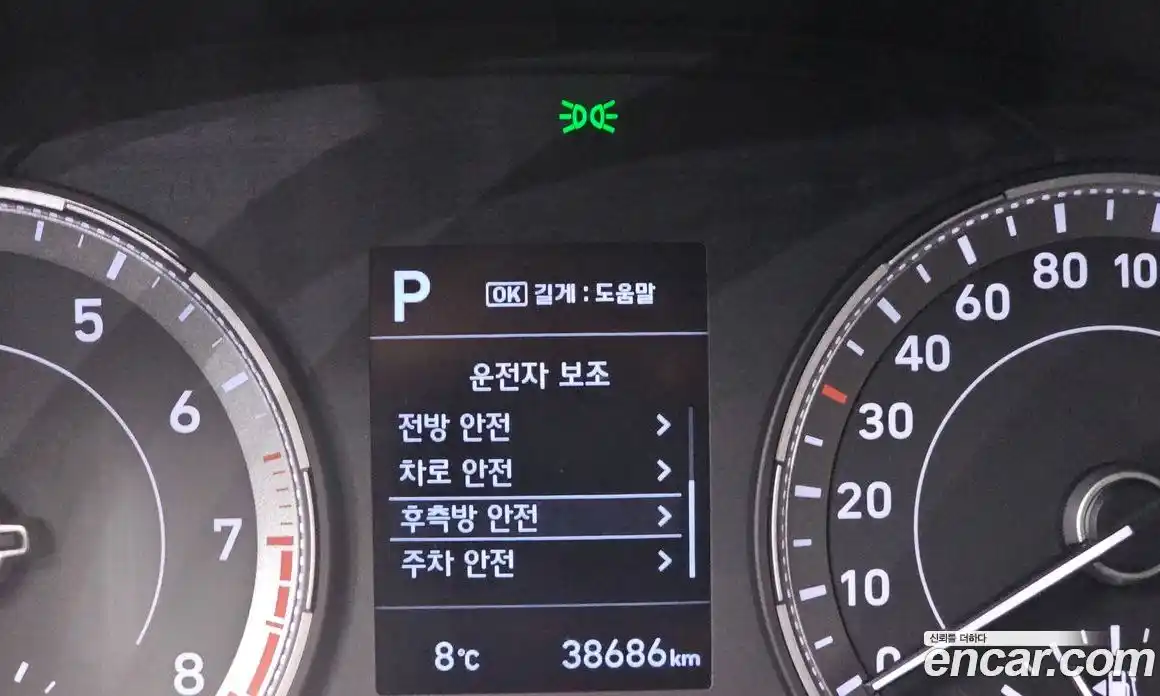 P
OK 길게 : 도움말
운전자 보조
전방 안전
차로 안전
후측방 안전
주차 안전
8℃
38686km
5
6
7
8
0
10
20
30
40
60
80
신뢰를 더하다
encar.com